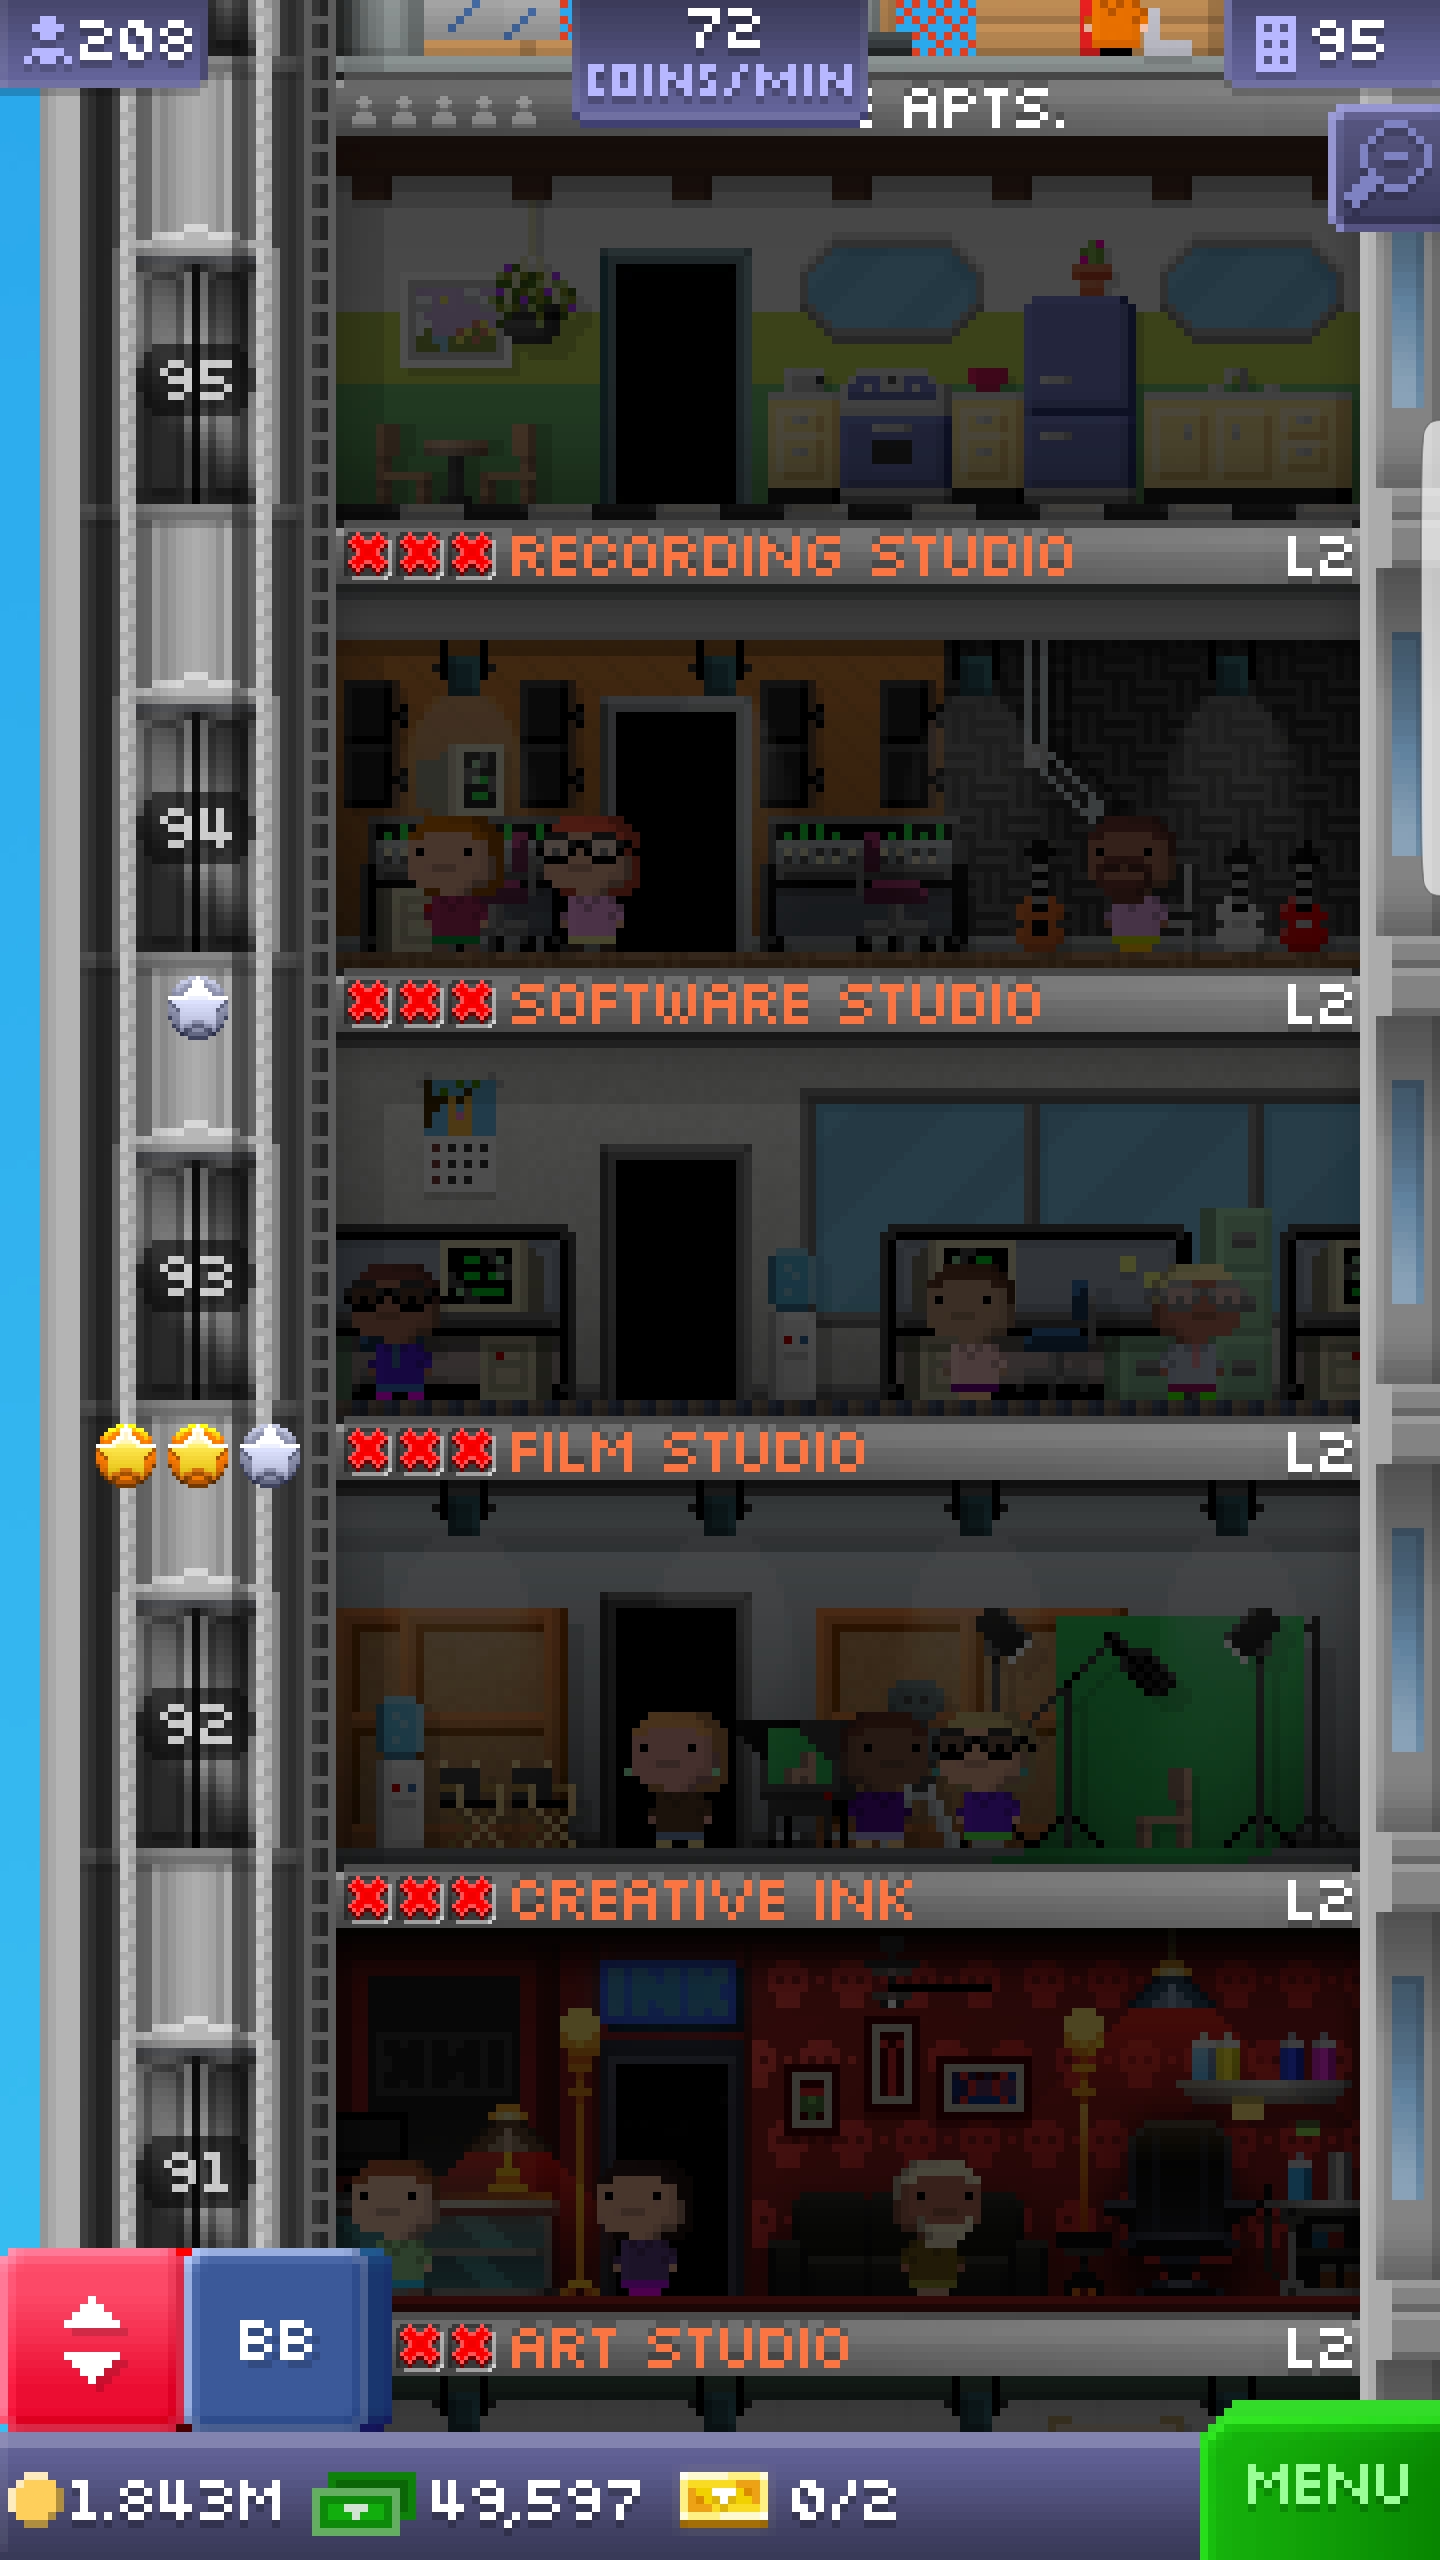 208
72
COINS/MIN
95
APTS.
95
RECORDING STUDIO L2
94
SOFTWARE STUDIO L2
93
FILM STUDIO L2
92
CREATIVE INK L2
INK
91
BB
ART STUDIO L2
1.843M 49,597 0/2
MENU